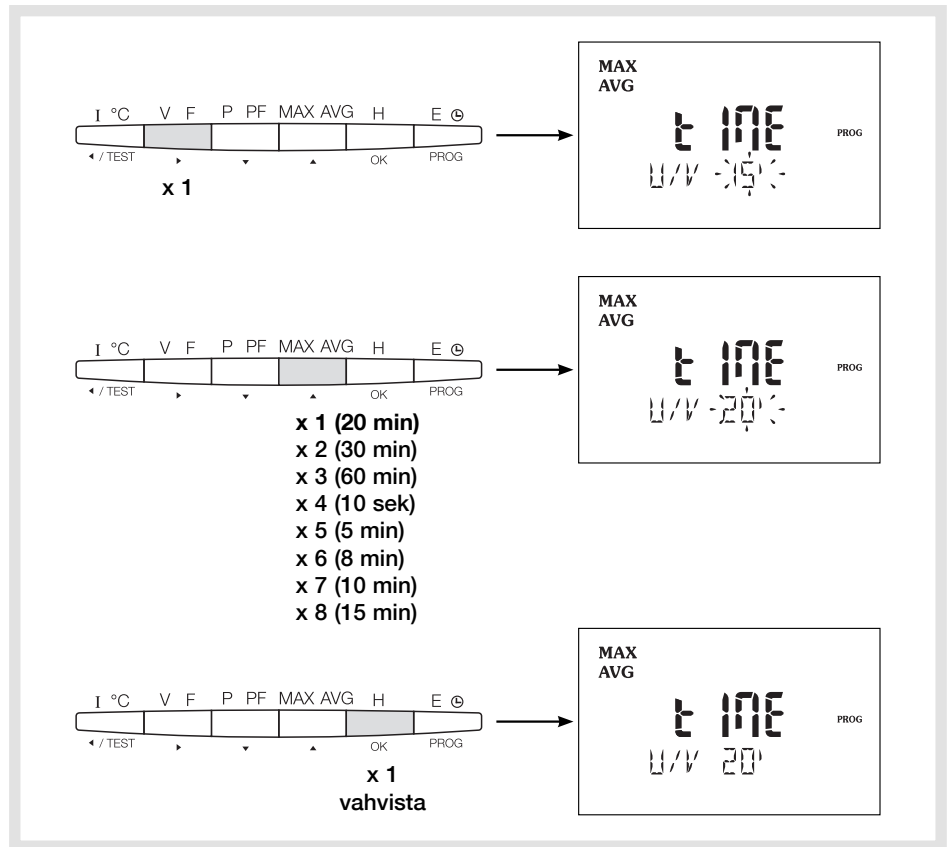 MAX
AVG
I °C V F P PF MAX AVG H E
tIME PROG
/ TEST OK PROG
U/V 15'
x 1
MAX
AVG
I °C V F P PF MAX AVG H E
tIME PROG
/ TEST OK PROG
U/V 20'
x 1 (20 min)
x 2 (30 min)
x 3 (60 min)
x 4 (10 sek)
x 5 (5 min)
x 6 (8 min)
x 7 (10 min)
x 8 (15 min)
MAX
AVG
I °C V F P PF MAX AVG H E
tIME PROG
/ TEST OK PROG
U/V 20'
x 1
vahvista